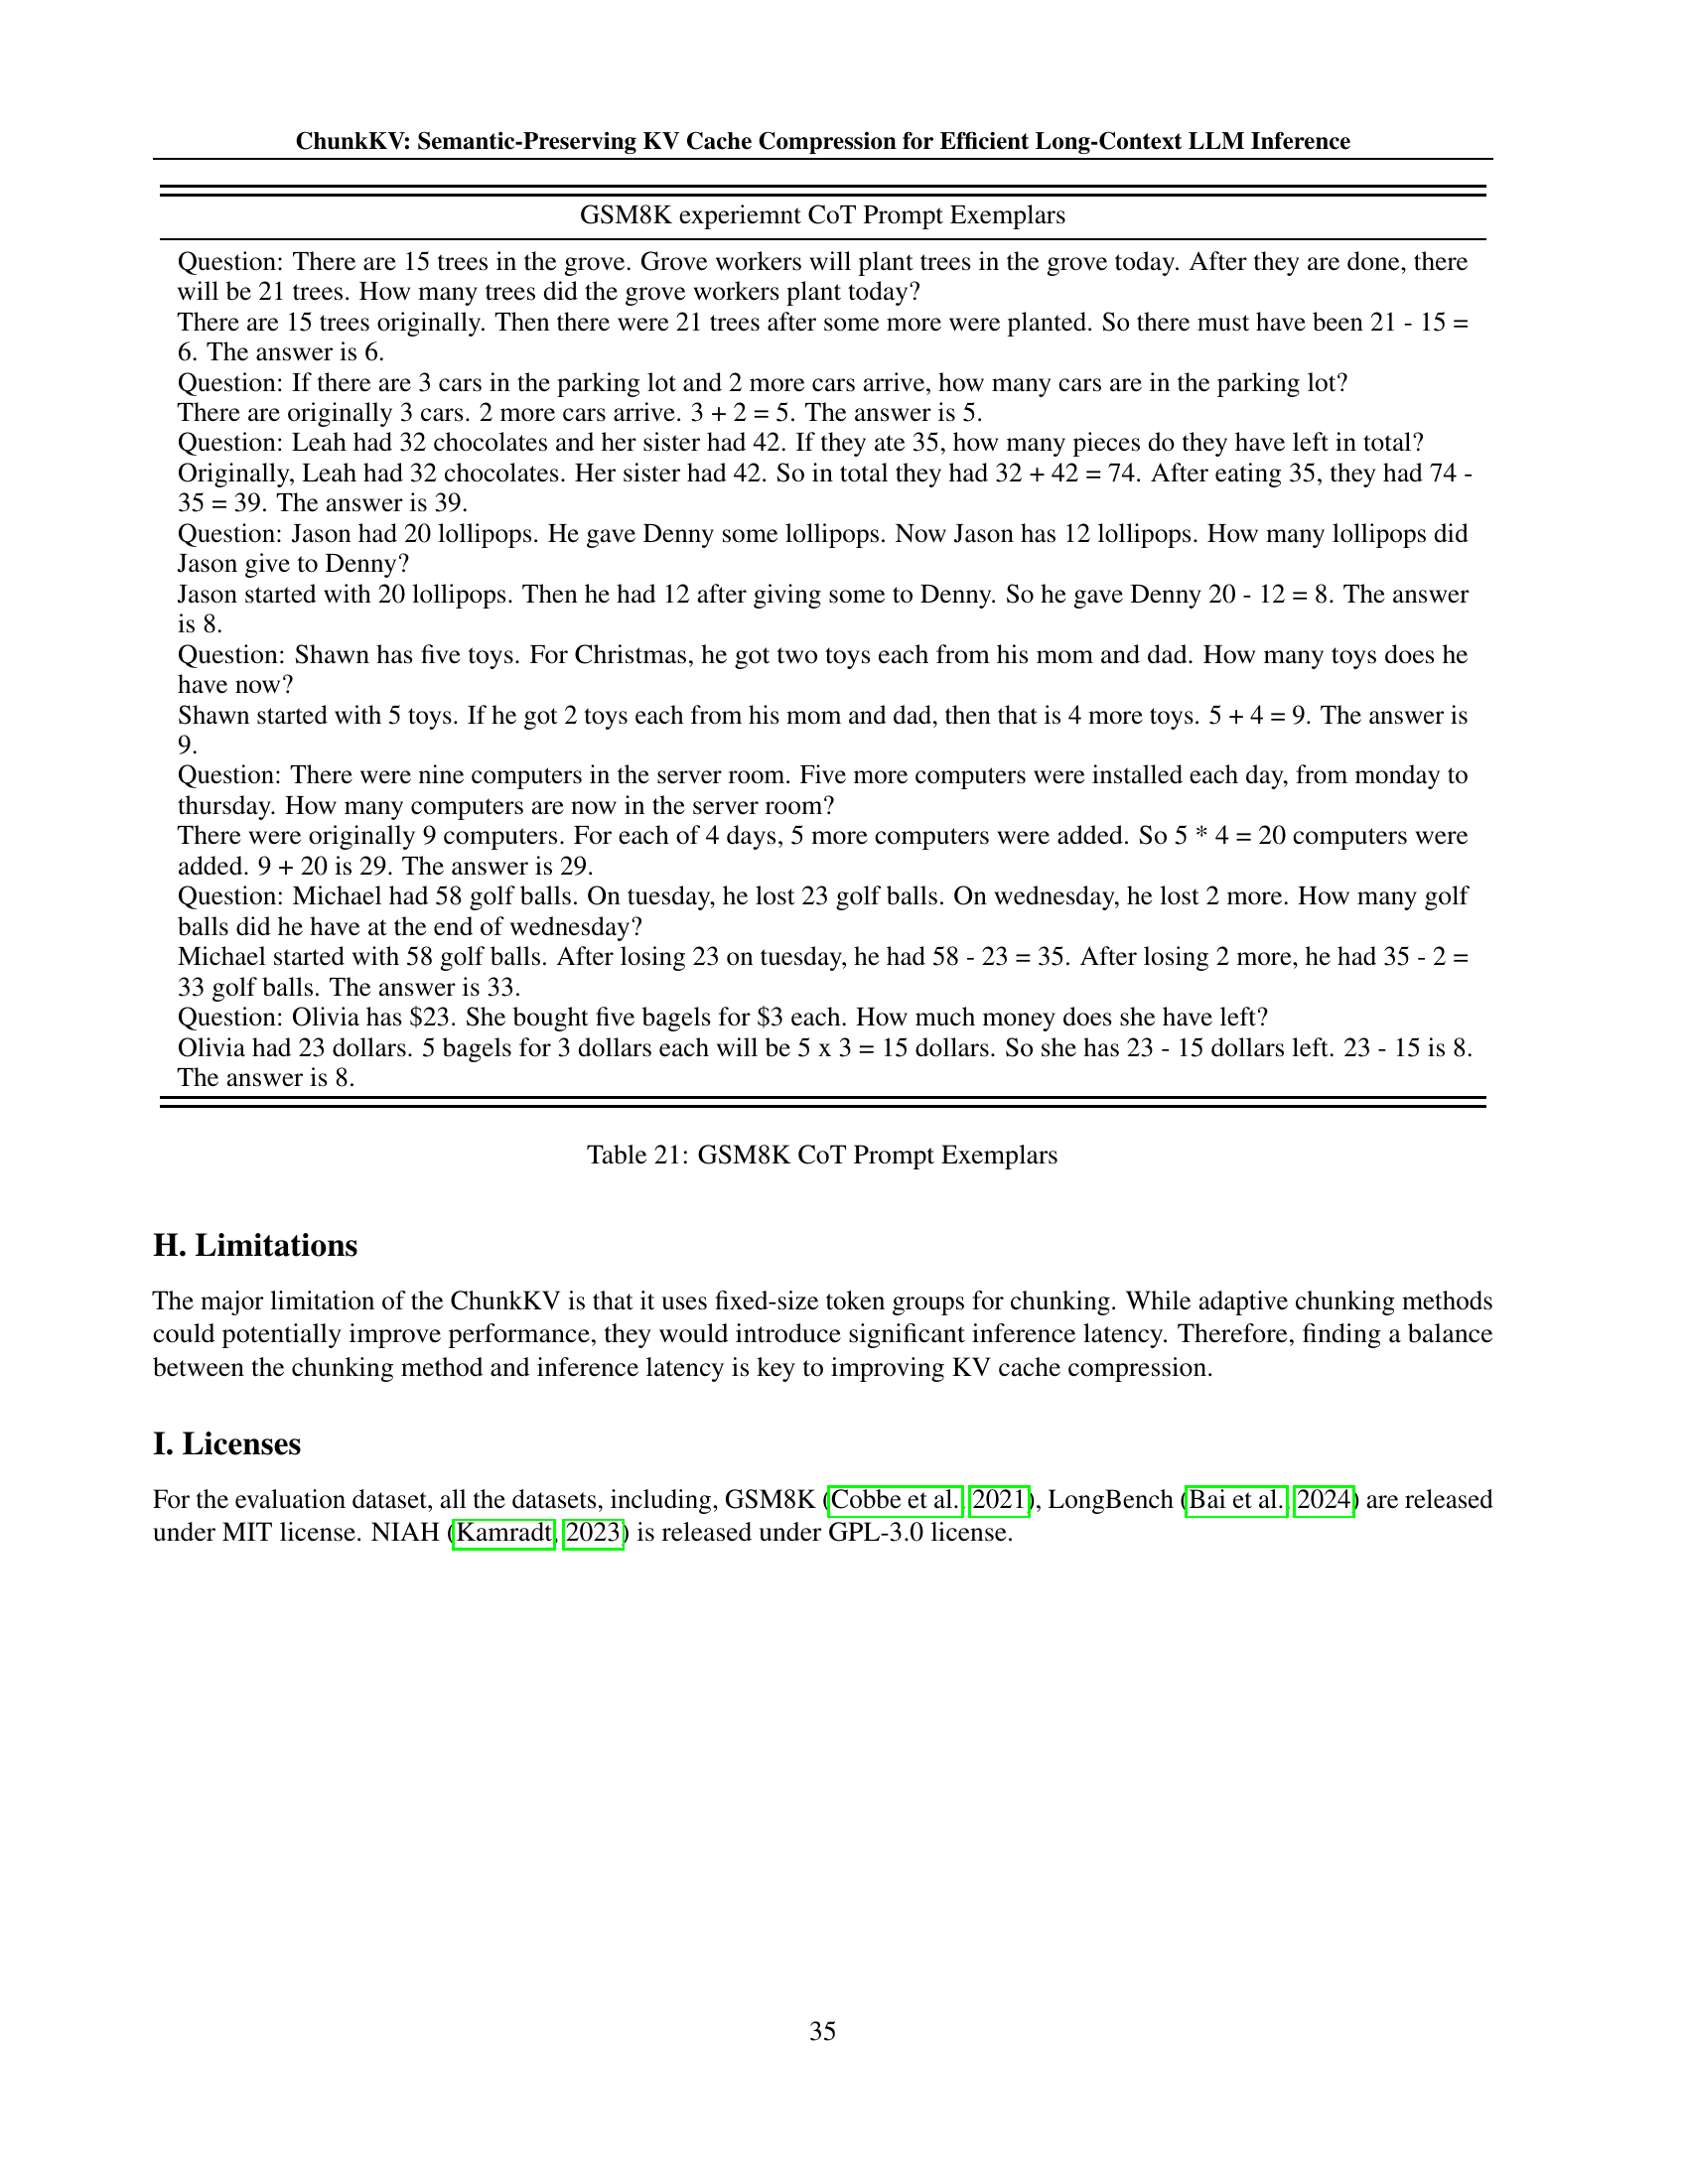 ChunkKV: Semantic-Preserving KV Cache Compression for Efficient Long-Context LLM Inference
GSM8K experiemnt CoT Prompt Exemplars
Question: There are 15 trees in the grove. Grove workers will plant trees in the grove today. After they are done, there
will be 21 trees. How many trees did the grove workers plant today?
There are 15 trees originally. Then there were 21 trees after some more were planted. So there must have been 21 - 15 =
6. The answer is 6.
Question: If there are 3 cars in the parking lot and 2 more cars arrive, how many cars are in the parking lot?
There are originally 3 cars. 2 more cars arrive. 3 + 2 = 5. The answer is 5.
Question: Leah had 32 chocolates and her sister had 42. If they ate 35, how many pieces do they have left in total?
Originally, Leah had 32 chocolates. Her sister had 42. So in total they had 32 + 42 = 74. After eating 35, they had 74 -
35 = 39. The answer is 39.
Question: Jason had 20 lollipops. He gave Denny some lollipops. Now Jason has 12 lollipops. How many lollipops did
Jason give to Denny?
Jason started with 20 lollipops. Then he had 12 after giving some to Denny. So he gave Denny 20 - 12 = 8. The answer
is 8.
Question: Shawn has five toys. For Christmas, he got two toys each from his mom and dad. How many toys does he
have now?
Shawn started with 5 toys. If he got 2 toys each from his mom and dad, then that is 4 more toys. 5 + 4 = 9. The answer is
9.
Question: There were nine computers in the server room. Five more computers were installed each day, from monday to
thursday. How many computers are now in the server room?
There were originally 9 computers. For each of 4 days, 5 more computers were added. So 5 * 4 = 20 computers were
added. 9 + 20 is 29. The answer is 29.
Question: Michael had 58 golf balls. On tuesday, he lost 23 golf balls. On wednesday, he lost 2 more. How many golf
balls did he have at the end of wednesday?
Michael started with 58 golf balls. After losing 23 on tuesday, he had 58 - 23 = 35. After losing 2 more, he had 35 - 2 =
33 golf balls. The answer is 33.
Question: Olivia has $23. She bought five bagels for $3 each. How much money does she have left?
Olivia had 23 dollars. 5 bagels for 3 dollars each will be 5 x 3 = 15 dollars. So she has 23 - 15 dollars left. 23 - 15 is 8.
The answer is 8.
Table 21: GSM8K CoT Prompt Exemplars
H. Limitations
The major limitation of the ChunkKV is that it uses fixed-size token groups for chunking. While adaptive chunking methods
could potentially improve performance, they would introduce significant inference latency. Therefore, finding a balance
between the chunking method and inference latency is key to improving KV cache compression.
I. Licenses
For the evaluation dataset, all the datasets, including, GSM8K (Cobbe et al., 2021), LongBench (Bai et al., 2024) are released
under MIT license. NIAH (Kamradt, 2023) is released under GPL-3.0 license.
35